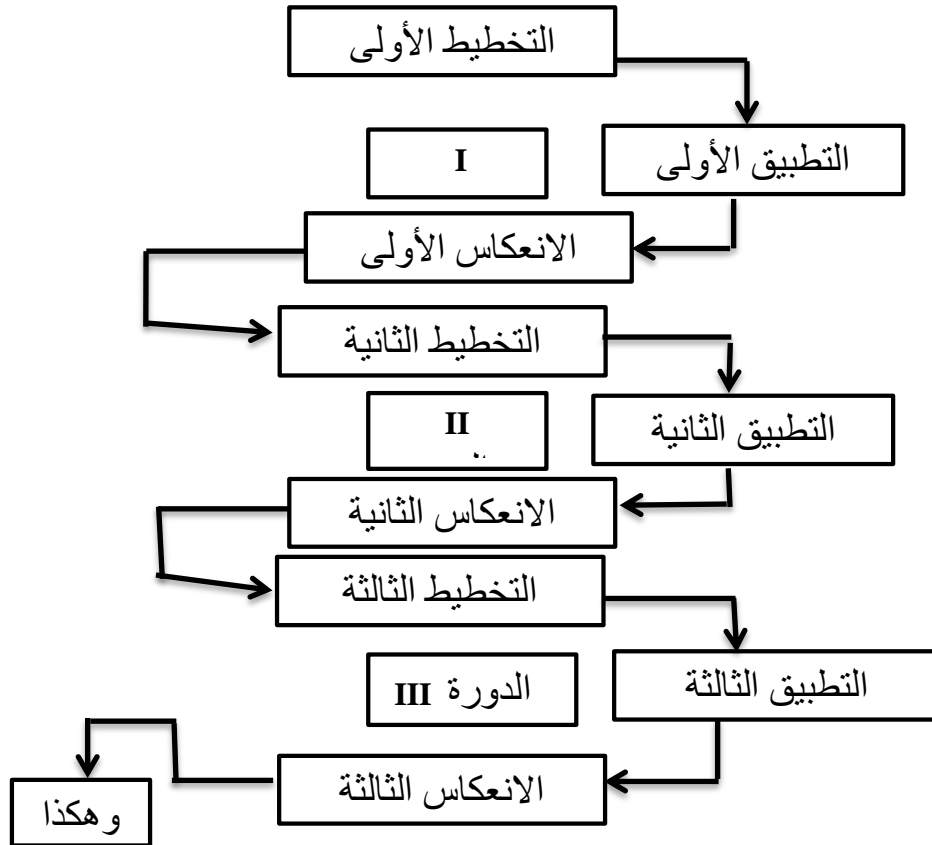 التخطيط الأولى
التطبيق الأولى
I
الانعكاس الأولى
التخطيط الثانية
التطبيق الثانية
II
الانعكاس الثانية
التخطيط الثالثة
التطبيق الثالثة
الدورة III
الانعكاس الثالثة
وهكذا